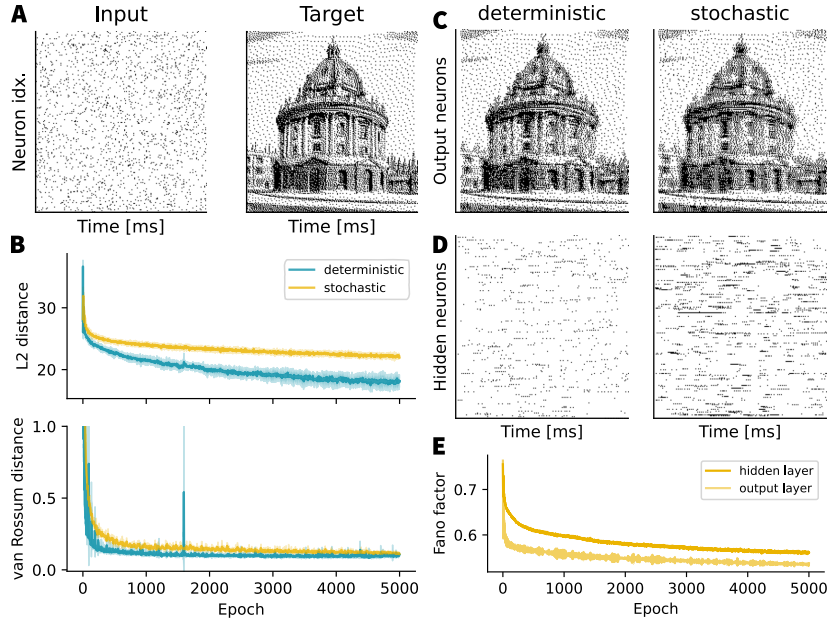 A
Input
Target
Neuron idx.
Time [ms]
Time [ms]
B
deterministic
stochastic
L2 distance
30
20
van Rossum distance
1.0
0.5
0.0
0
1000
2000
3000
4000
5000
Epoch
C
deterministic
stochastic
Output neurons
D
Hidden neurons
Time [ms]
Time [ms]
E
hidden layer
output layer
Fano factor
0.7
0.6
0
1000
2000
3000
4000
5000
Epoch